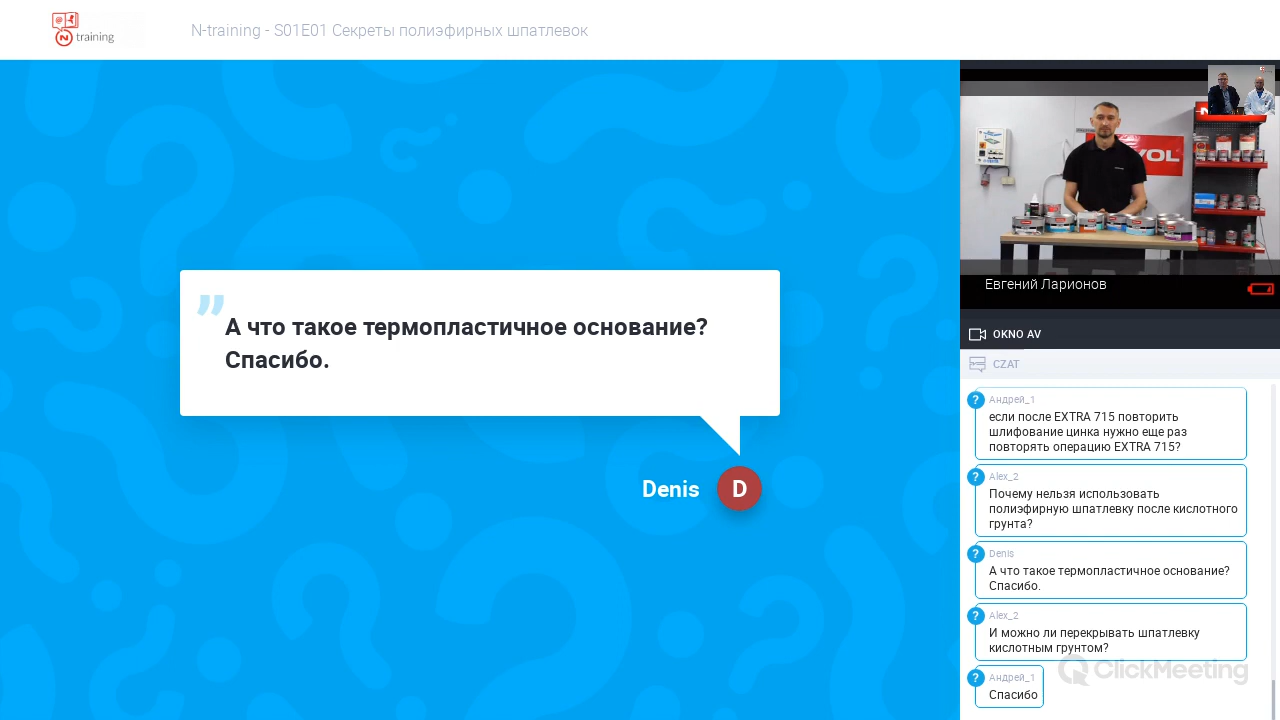 N training
N-training - S01E01 Секреты полиэфирных шпатлевок
А что такое термопластичное основание?
Спасибо.
Denis D
Евгений Ларионов
OKNO AV
CZAT
? Андрей_1
если после EXTRA 715 повторить
шлифование цинка нужно еще раз
повторять операцию EXTRA 715?
? Alex_2
Почему нельзя использовать
полиэфирную шпатлевку после кислотного
грунта?
? Denis
А что такое термопластичное основание?
Спасибо.
? Alex_2
И можно ли перекрывать шпатлевку
кислотным грунтом?
ClickMeeting
? Андрей_1
Спасибо